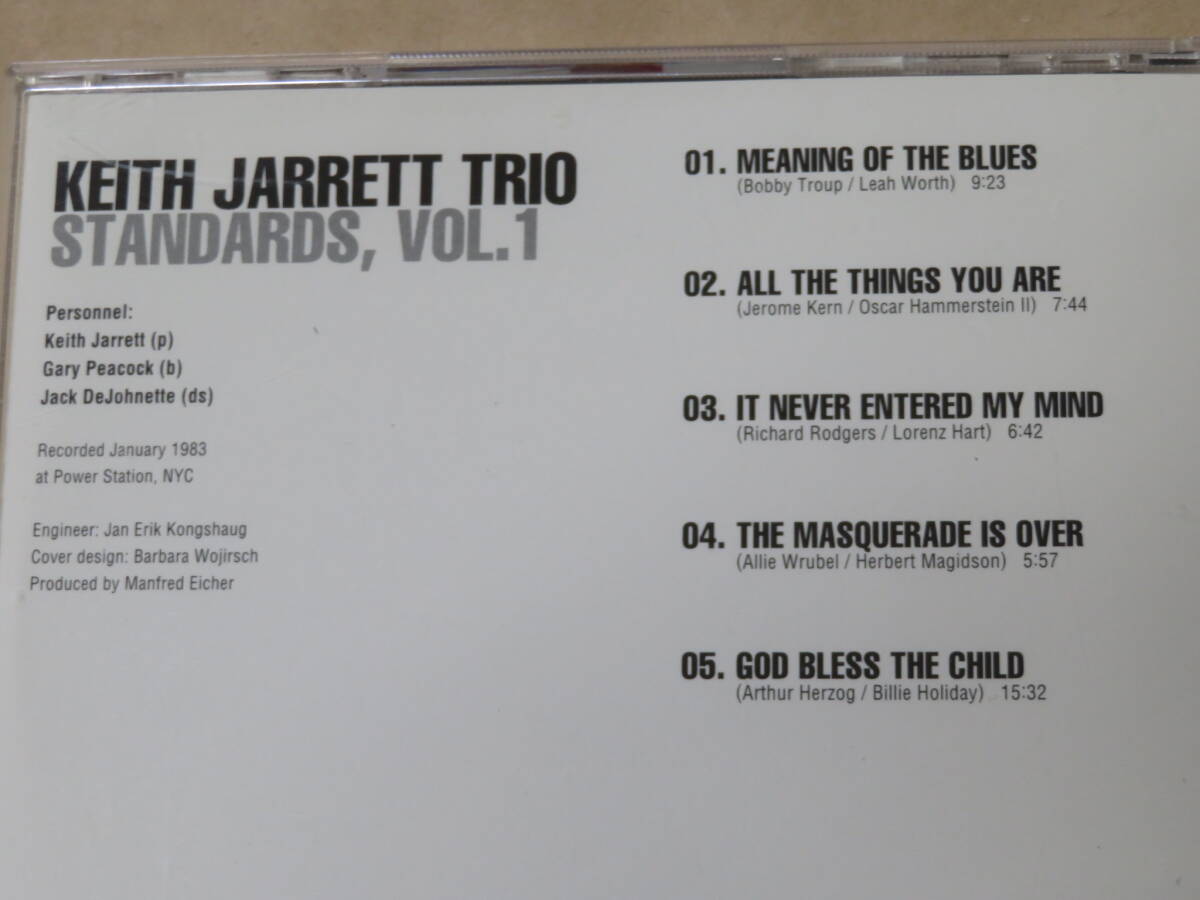 KEITH JARRETT TRIO
STANDARDS, VOL.1
Personnel:
Keith Jarrett (p)
Gary Peacock (b)
Jack DeJohnette (ds)
Recorded January 1983
at Power Station, NYC
Engineer: Jan Erik Kongshaug
Cover design: Barbara Wojirsch
Produced by Manfred Eicher
01. MEANING OF THE BLUES
(Bobby Troup / Leah Worth) 9:23
02. ALL THE THINGS YOU ARE
(Jerome Kern / Oscar Hammerstein II) 7:44
03. IT NEVER ENTERED MY MIND
(Richard Rodgers / Lorenz Hart) 6:42
04. THE MASQUERADE IS OVER
(Allie Wrubel / Herbert Magidson) 5:57
05. GOD BLESS THE CHILD
(Arthur Herzog / Billie Holiday) 15:32